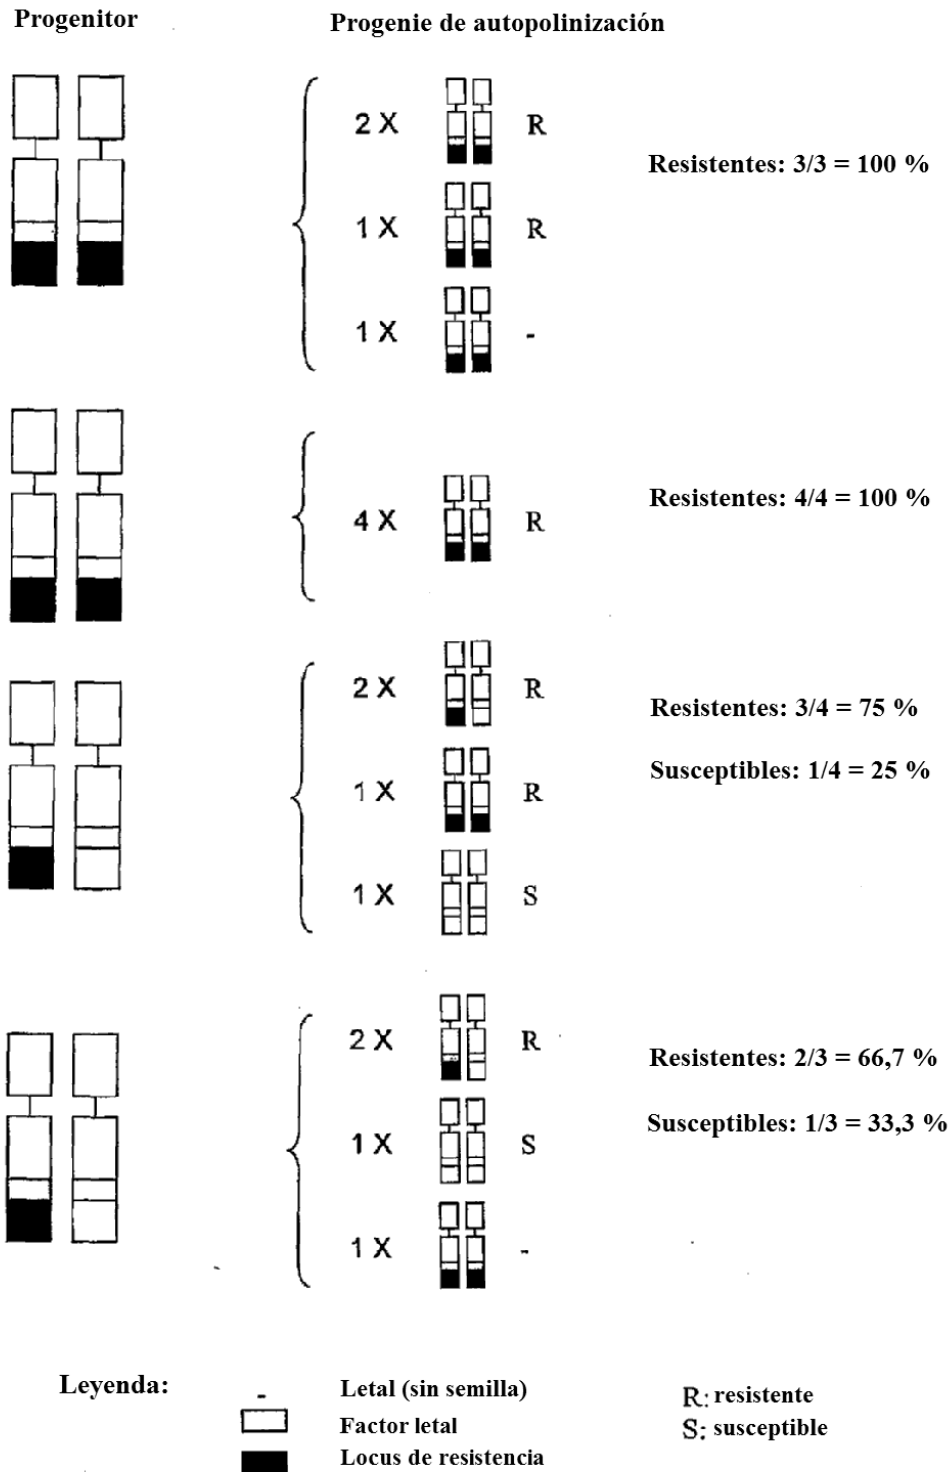 Progenitor
Progenie de autopolinización
2 X R
Resistentes: 3/3 = 100 %
1 X R
1 X -
4 X R
Resistentes: 4/4 = 100 %
2 X R
Resistentes: 3/4 = 75 %
Susceptibles: 1/4 = 25 %
1 X R
1 X S
2 X R
Resistentes: 2/3 = 66,7 %
Susceptibles: 1/3 = 33,3 %
1 X S
1 X -
Leyenda:
- Letal (sin semilla)
Factor letal
Locus de resistencia
R: resistente
S: susceptible